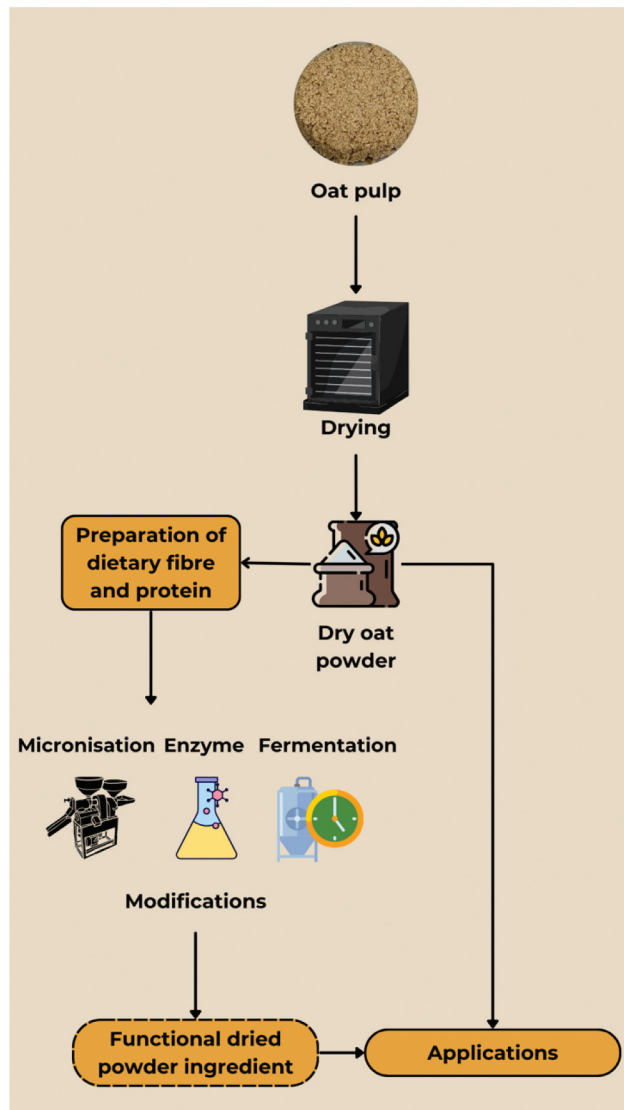 Oat pulp
Drying
Preparation of
dietary fibre
and protein
Dry oat
powder
Micronisation Enzyme Fermentation
Modifications
Functional dried
powder ingredient
Applications